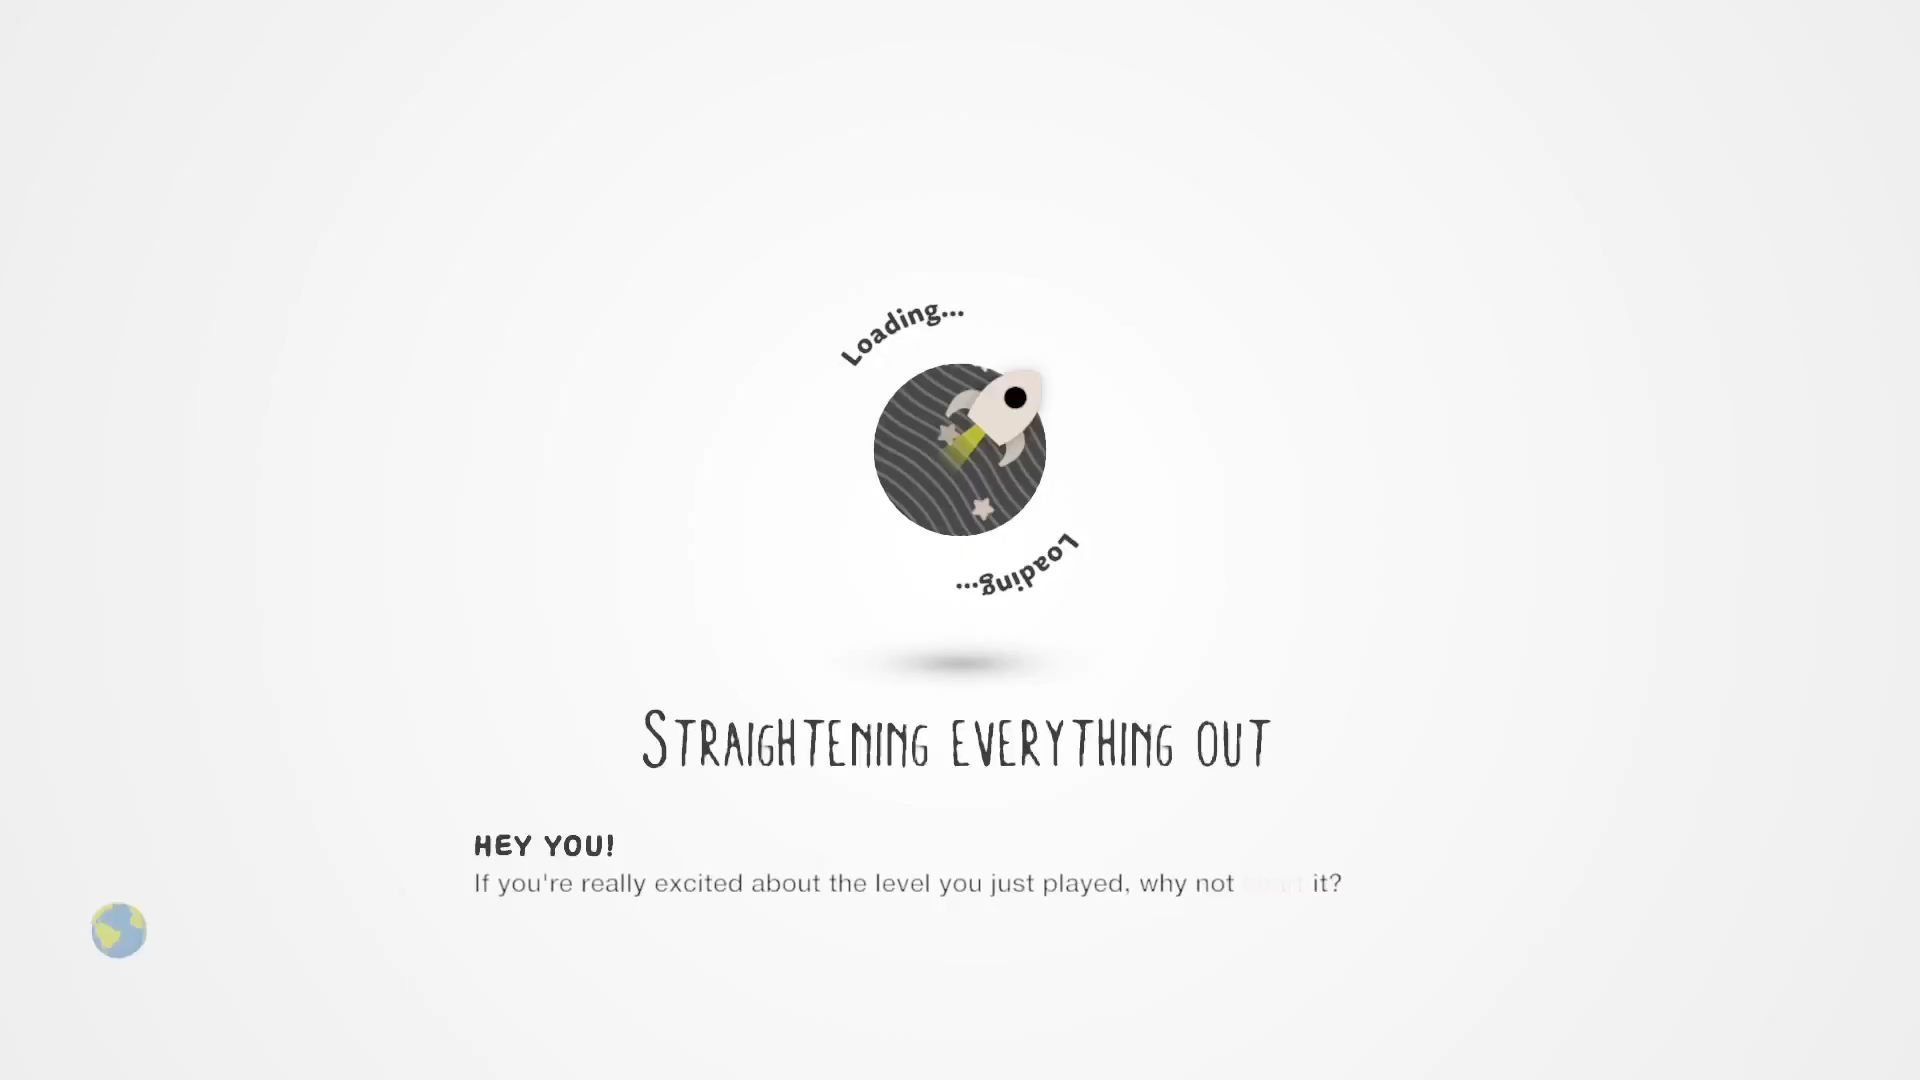 Loading...
Loading...
STRAIGHTENING EVERYTHING OUT
HEY YOU!
If you're really excited about the level you just played, why not it?